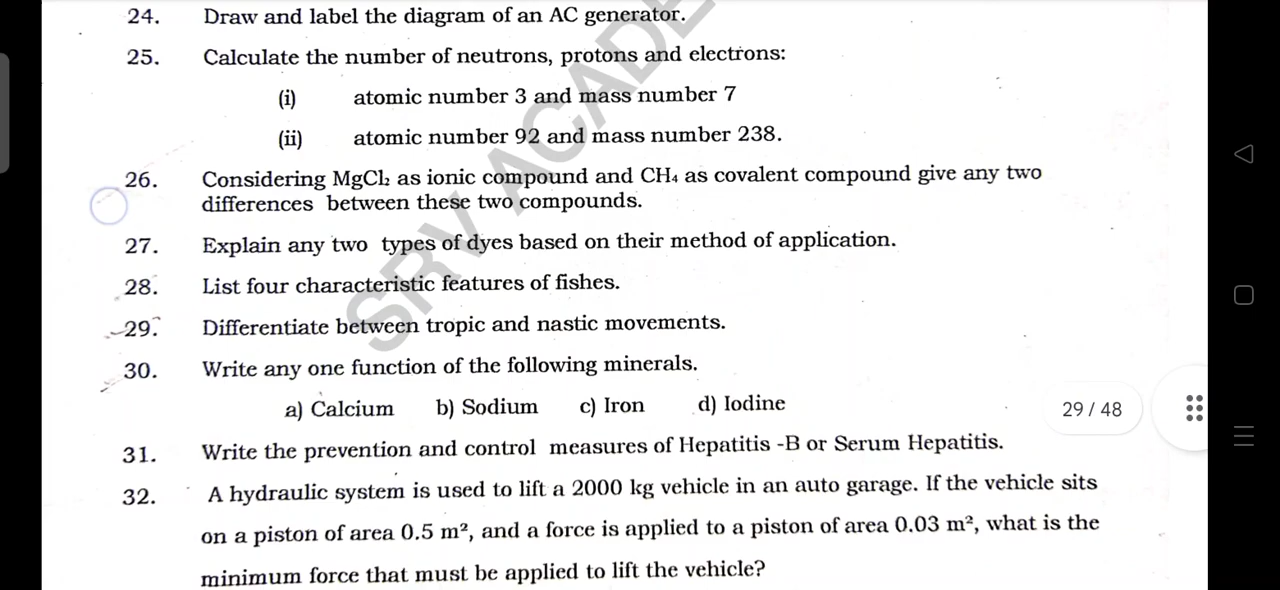 24. Draw and label the diagram of an AC generator.
25. Calculate the number of neutrons, protons and electrons:
(i) atomic number 3 and mass number 7
(ii) atomic number 92 and mass number 238.
26. Considering MgCl₂ as ionic compound and CH₄ as covalent compound give any two
differences between these two compounds.
27. Explain any two types of dyes based on their method of application.
28. List four characteristic features of fishes.
29. Differentiate between tropic and nastic movements.
30. Write any one function of the following minerals.
a) Calcium b) Sodium c) Iron d) Iodine
29 / 48
31. Write the prevention and control measures of Hepatitis -B or Serum Hepatitis.
32. A hydraulic system is used to lift a 2000 kg vehicle in an auto garage. If the vehicle sits
on a piston of area 0.5 m², and a force is applied to a piston of area 0.03 m², what is the
minimum force that must be applied to lift the vehicle?
SRV ACADE